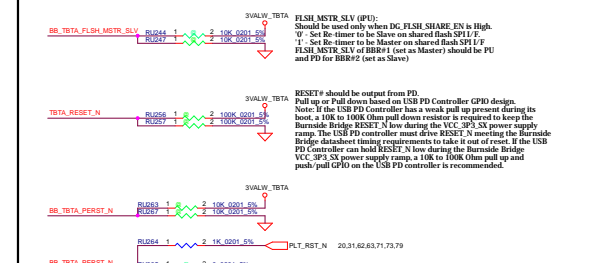 3VALW_TBTA
BB_TBTA_FLSH_MSTR_SLV
RU244 1 2 10K_0201_5%
RU247 1 2 10K_0201_5%
FLSH_MSTR_SLV (iPU):
Should be used only when DG_FLSH_SHARE_EN is High.
'0' - Set Re-timer to be Slave on shared flash SPI I/F.
'1' - Set Re-timer to be Master on shared flash SPI I/F
FLSH_MSTR_SLV of BBR#1 (set as Master) should be PU
and PD for BBR#2 (set as Slave)
3VALW_TBTA
TBTA_RESET_N
RU256 1 2 100K_0201_5%
RU257 1 2 100K_0201_5%
RESET# should be output from PD.
Pull up or Pull down based on USB PD Controller GPIO design.
Note: If the USB PD Controller has a weak pull up present during its
boot, a 10K to 100K Ohm pull down resistor is required to keep the
Burnside Bridge RESET_N low during the VCC_3P3_SX power supply
ramp. The USB PD controller must drive RESET_N meeting the Burnside
Bridge datasheet timing requirements to take it out of reset. If the USB
PD Controller can hold RESET_N low during the Burnside Bridge
VCC_3P3_SX power supply ramp, a 10K to 100K Ohm pull up and
push/pull GPIO on the USB PD controller is recommended.
3VALW_TBTA
BB_TBTA_PERST_N
RU263 1 2 10K_0201_5%
RU267 1 2 10K_0201_5%
RU264 1 2 1K_0201_5%
PLT_RST_N 20,31,62,63,71,73,79
BB_TBTA_PERST_N